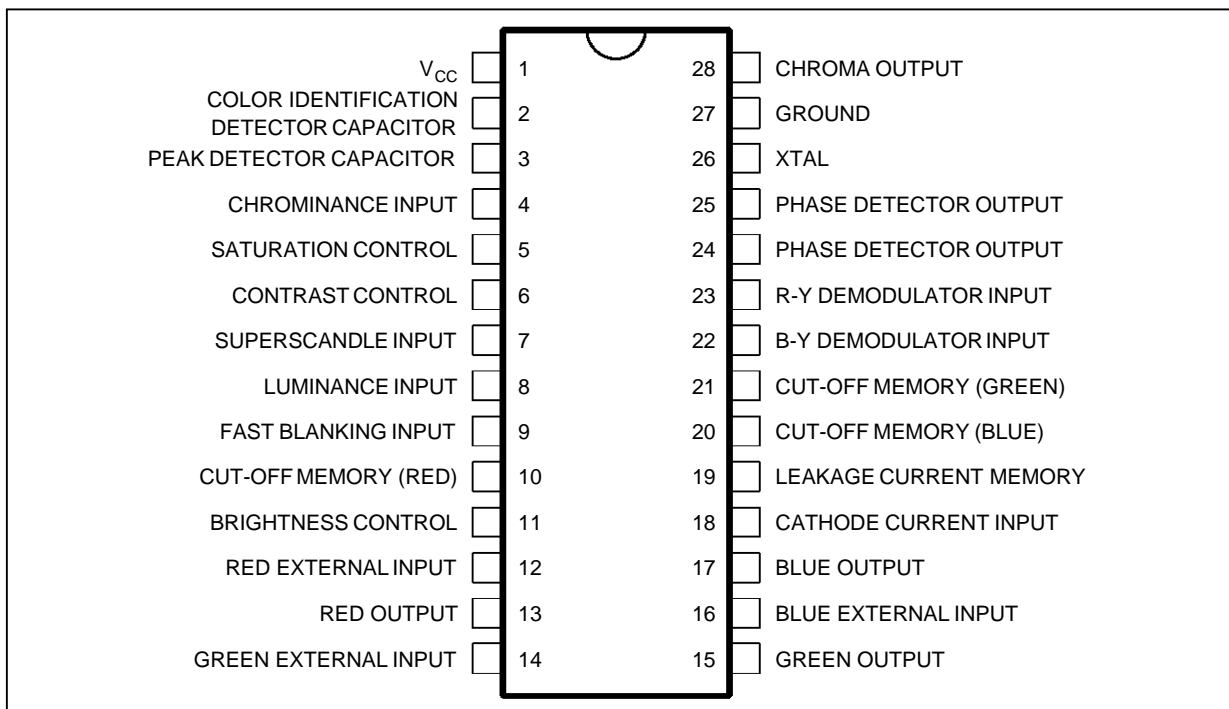 V_CC 1 28 CHROMA OUTPUT
COLOR IDENTIFICATION
DETECTOR CAPACITOR 2 27 GROUND
PEAK DETECTOR CAPACITOR 3 26 XTAL
CHROMINANCE INPUT 4 25 PHASE DETECTOR OUTPUT
SATURATION CONTROL 5 24 PHASE DETECTOR OUTPUT
CONTRAST CONTROL 6 23 R-Y DEMODULATOR INPUT
SUPERSCANDLE INPUT 7 22 B-Y DEMODULATOR INPUT
LUMINANCE INPUT 8 21 CUT-OFF MEMORY (GREEN)
FAST BLANKING INPUT 9 20 CUT-OFF MEMORY (BLUE)
CUT-OFF MEMORY (RED) 10 19 LEAKAGE CURRENT MEMORY
BRIGHTNESS CONTROL 11 18 CATHODE CURRENT INPUT
RED EXTERNAL INPUT 12 17 BLUE OUTPUT
RED OUTPUT 13 16 BLUE EXTERNAL INPUT
GREEN EXTERNAL INPUT 14 15 GREEN OUTPUT